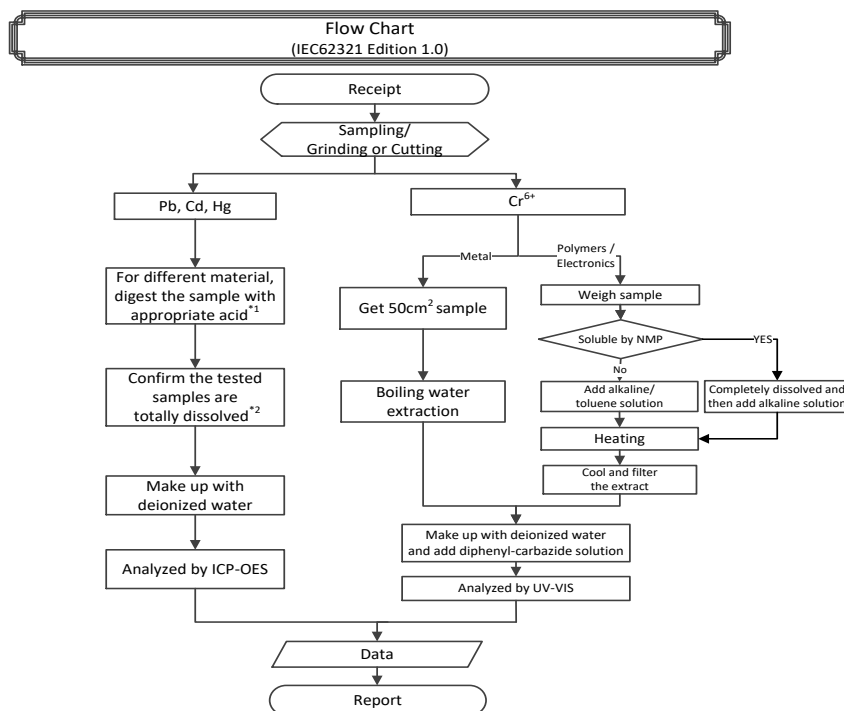 Flow Chart
(IEC62321 Edition 1.0)
Receipt
Sampling/
Grinding or Cutting
Pb, Cd, Hg
Cr6+
Metal
Polymers /
Electronics
For different material,
digest the sample with
appropriate acid*1
Get 50cm2 sample
Weigh sample
Soluble by NMP
YES
No
Confirm the tested
samples are
totally dissolved*2
Boiling water
extraction
Add alkaline/
toluene solution
Completely dissolved and
then add alkaline solution
Heating
Cool and filter
the extract
Make up with
deionized water
Make up with deionized water
and add diphenyl-carbazide solution
Analyzed by ICP-OES
Analyzed by UV-VIS
Data
Report